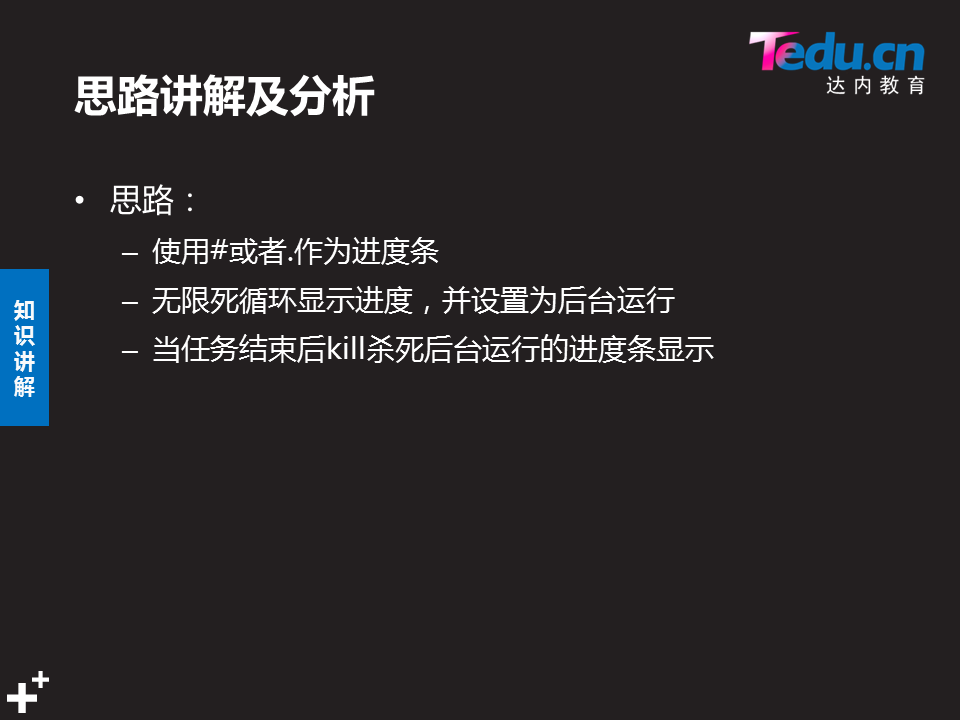 Tedu.cn
达内教育
思路讲解及分析
• 思路：
– 使用#或者.作为进度条
– 无限死循环显示进度，并设置为后台运行
– 当任务结束后kill杀死后台运行的进度条显示
知
识
讲
解